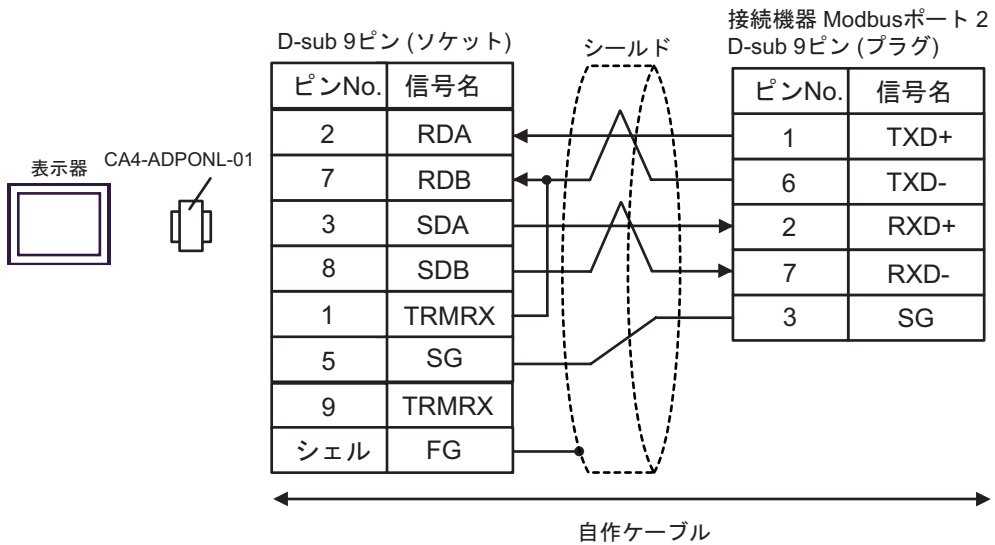 接続機器 Modbusポート 2
D-sub 9ピン (ソケット)
シールド
D-sub 9ピン (プラグ)
ピンNo. 信号名
ピンNo. 信号名
2 RDA
1 TXD+
表示器
CA4-ADPONL-01
7 RDB
6 TXD-
3 SDA
2 RXD+
8 SDB
7 RXD-
1 TRMRX
3 SG
5 SG
9 TRMRX
シェル FG
自作ケーブル